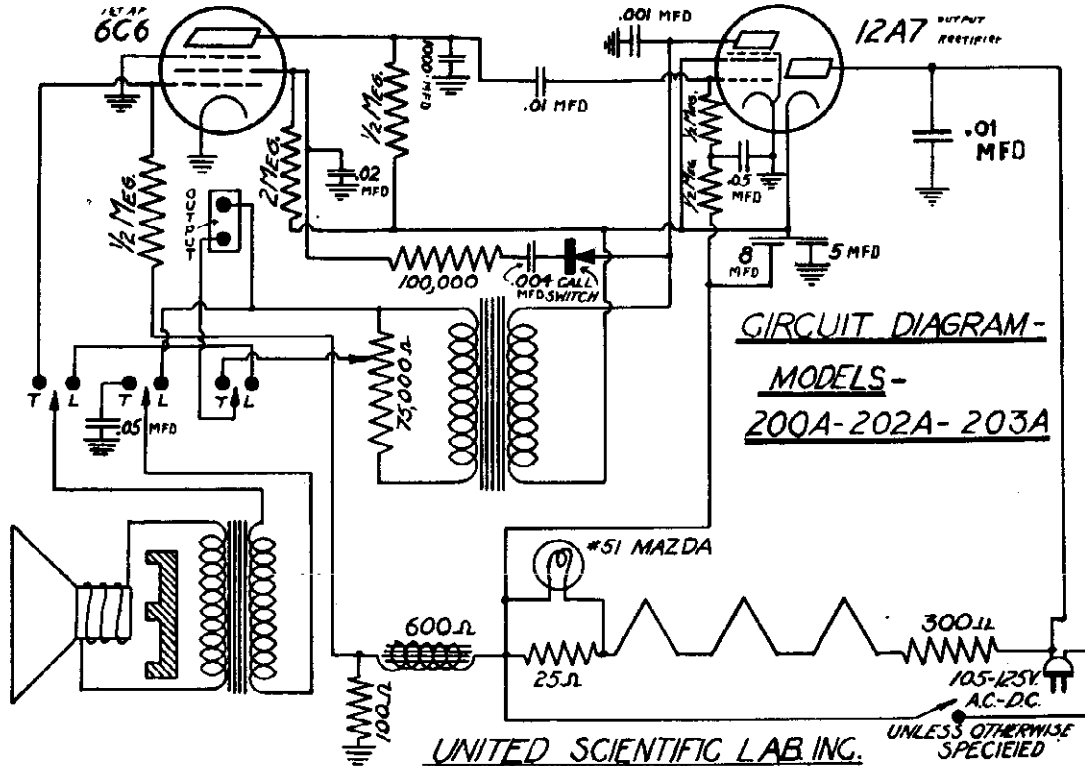 1ST AF
6C6
.001 MFD
12A7
OUTPUT
RECTIFIER
.0001
MFD
.01 MFD
½ MEG.
½ MEG.
2 MEG.
½ MEG.
½ MEG.
.02
MFD
.05
MFD
.01
MFD
OUTPUT
8
MFD
5 MFD
100,000
.004
MFD
CALL
SWITCH
CIRCUIT DIAGRAM-
MODELS-
200A-202A-203A
75,000Ω
T L T L T L
.05 MFD
#51 MAZDA
600Ω
25Ω
300Ω
100Ω
105-125V.
A.C.-D.C.
UNLESS OTHERWISE
SPECIEIED
UNITED SCIENTIFIC LAB. INC.